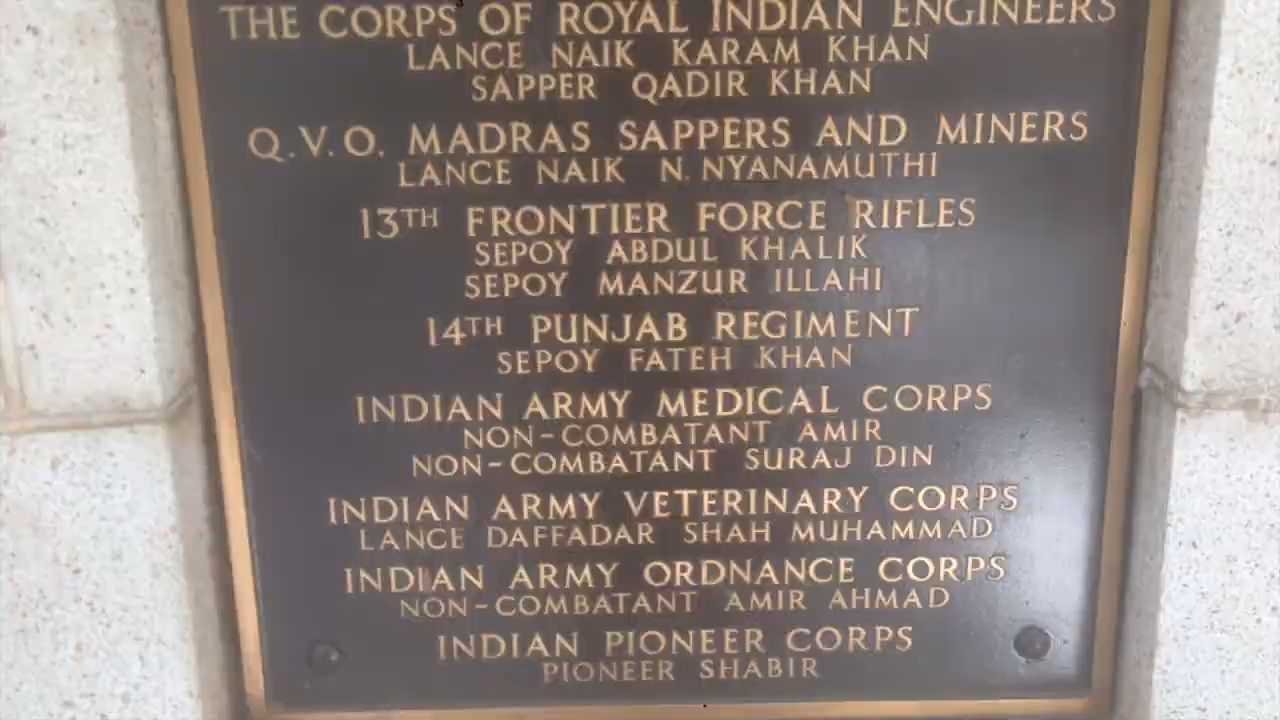 THE CORPS OF ROYAL INDIAN ENGINEERS
LANCE NAIK KARAM KHAN
SAPPER QADIR KHAN
Q.V.O. MADRAS SAPPERS AND MINERS
LANCE NAIK N. NYANAMUTHI
13TH FRONTIER FORCE RIFLES
SEPOY ABDUL KHALIK
SEPOY MANZUR ILLAHI
14TH PUNJAB REGIMENT
SEPOY FATEH KHAN
INDIAN ARMY MEDICAL CORPS
NON-COMBATANT AMIR
NON-COMBATANT SURAJ DIN
INDIAN ARMY VETERINARY CORPS
LANCE DAFFADAR SHAH MUHAMMAD
INDIAN ARMY ORDNANCE CORPS
NON-COMBATANT AMIR AHMAD
INDIAN PIONEER CORPS
PIONEER SHABIR